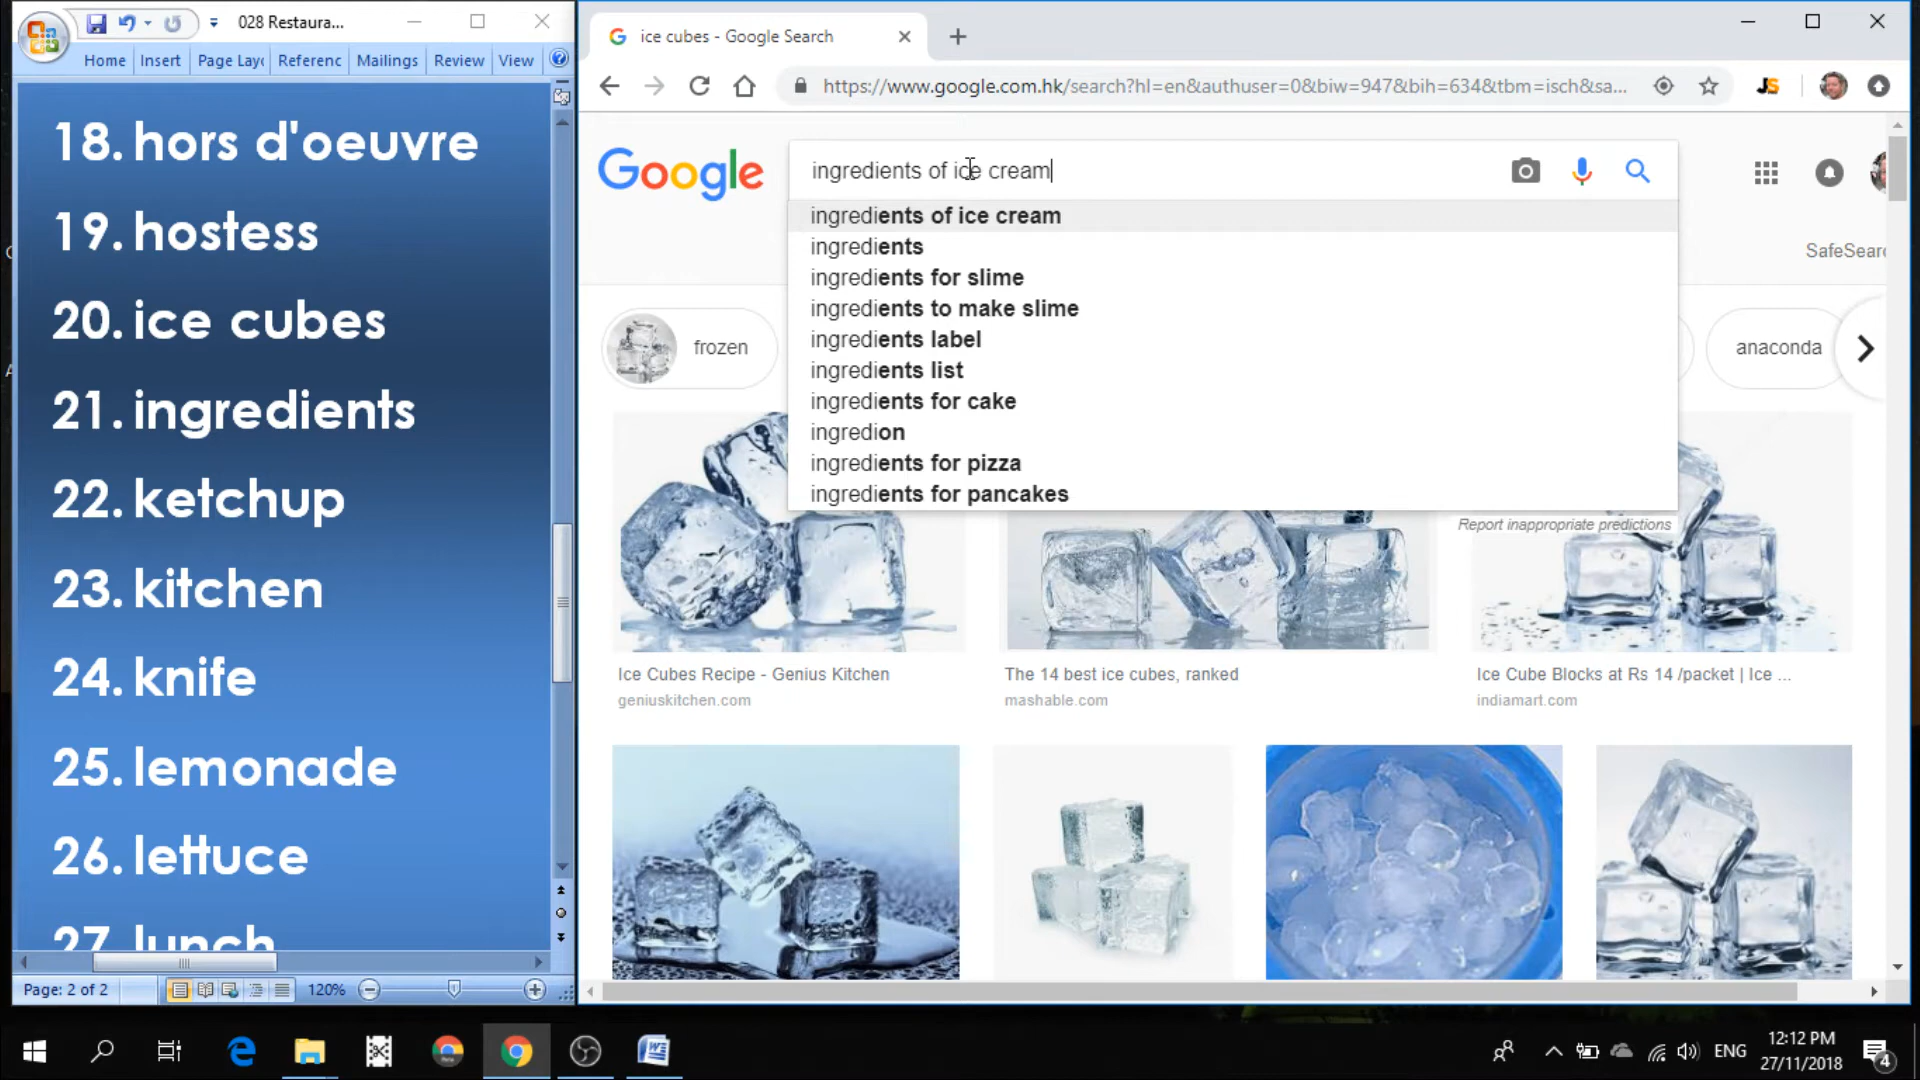 028 Restaura...
Home Insert Page Layo Referenc Mailings Review View
18. hors d'oeuvre
19. hostess
20. ice cubes
21. ingredients
22. ketchup
23. kitchen
24. knife
25. lemonade
26. lettuce
27. lunch
Page: 2 of 2
120%
ice cubes - Google Search
https://www.google.com.hk/search?hl=en&authuser=0&biw=947&bih=634&tbm=isch&sa...
JS
Google
ingredients of ice cream
ingredients of ice cream
ingredients
ingredients for slime
ingredients to make slime
ingredients label
ingredients list
ingredients for cake
ingredion
ingredients for pizza
ingredients for pancakes
Report inappropriate predictions
SafeSear
frozen
anaconda
Ice Cubes Recipe - Genius Kitchen
geniuskitchen.com
The 14 best ice cubes, ranked
mashable.com
Ice Cube Blocks at Rs 14 /packet | Ice ...
indiamart.com
ENG
12:12 PM
27/11/2018
4